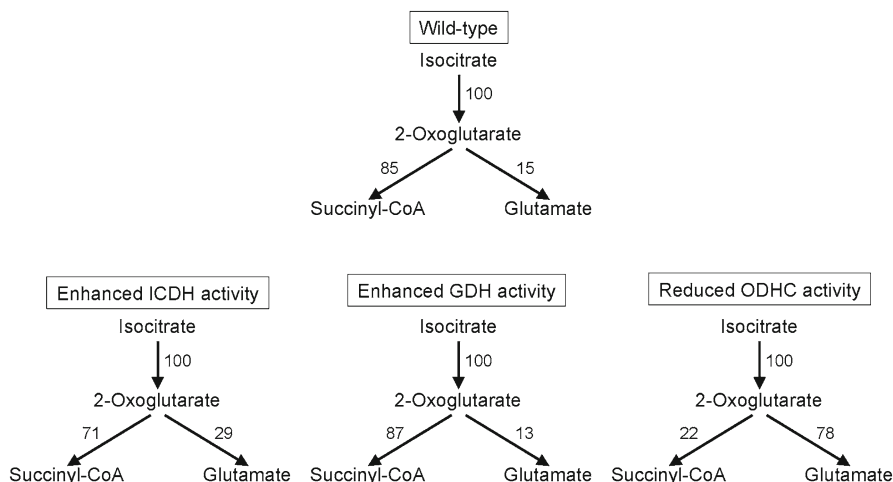 Wild-type
Isocitrate
100
2-Oxoglutarate
85 15
Succinyl-CoA Glutamate
Enhanced ICDH activity Enhanced GDH activity Reduced ODHC activity
Isocitrate Isocitrate Isocitrate
100 100 100
2-Oxoglutarate 2-Oxoglutarate 2-Oxoglutarate
71 29 87 13 22 78
Succinyl-CoA Glutamate Succinyl-CoA Glutamate Succinyl-CoA Glutamate